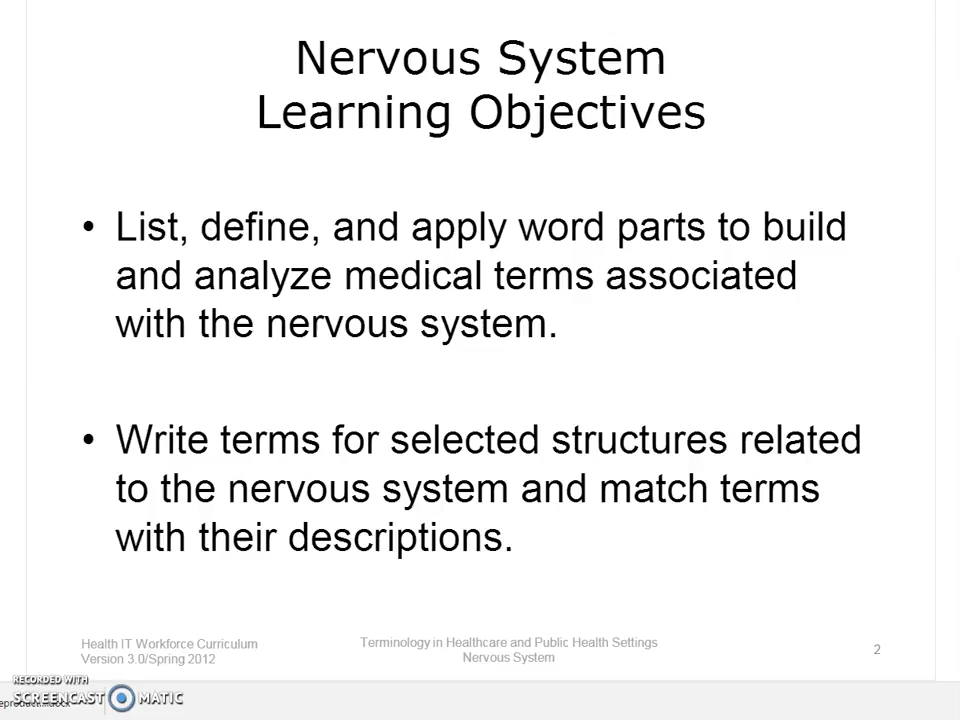 Nervous System
Learning Objectives
• List, define, and apply word parts to build
and analyze medical terms associated
with the nervous system.
• Write terms for selected structures related
to the nervous system and match terms
with their descriptions.
Health IT Workforce Curriculum
Version 3.0/Spring 2012
Terminology in Healthcare and Public Health Settings
Nervous System
2
RECORDED WITH
SCREENCAST MATIC